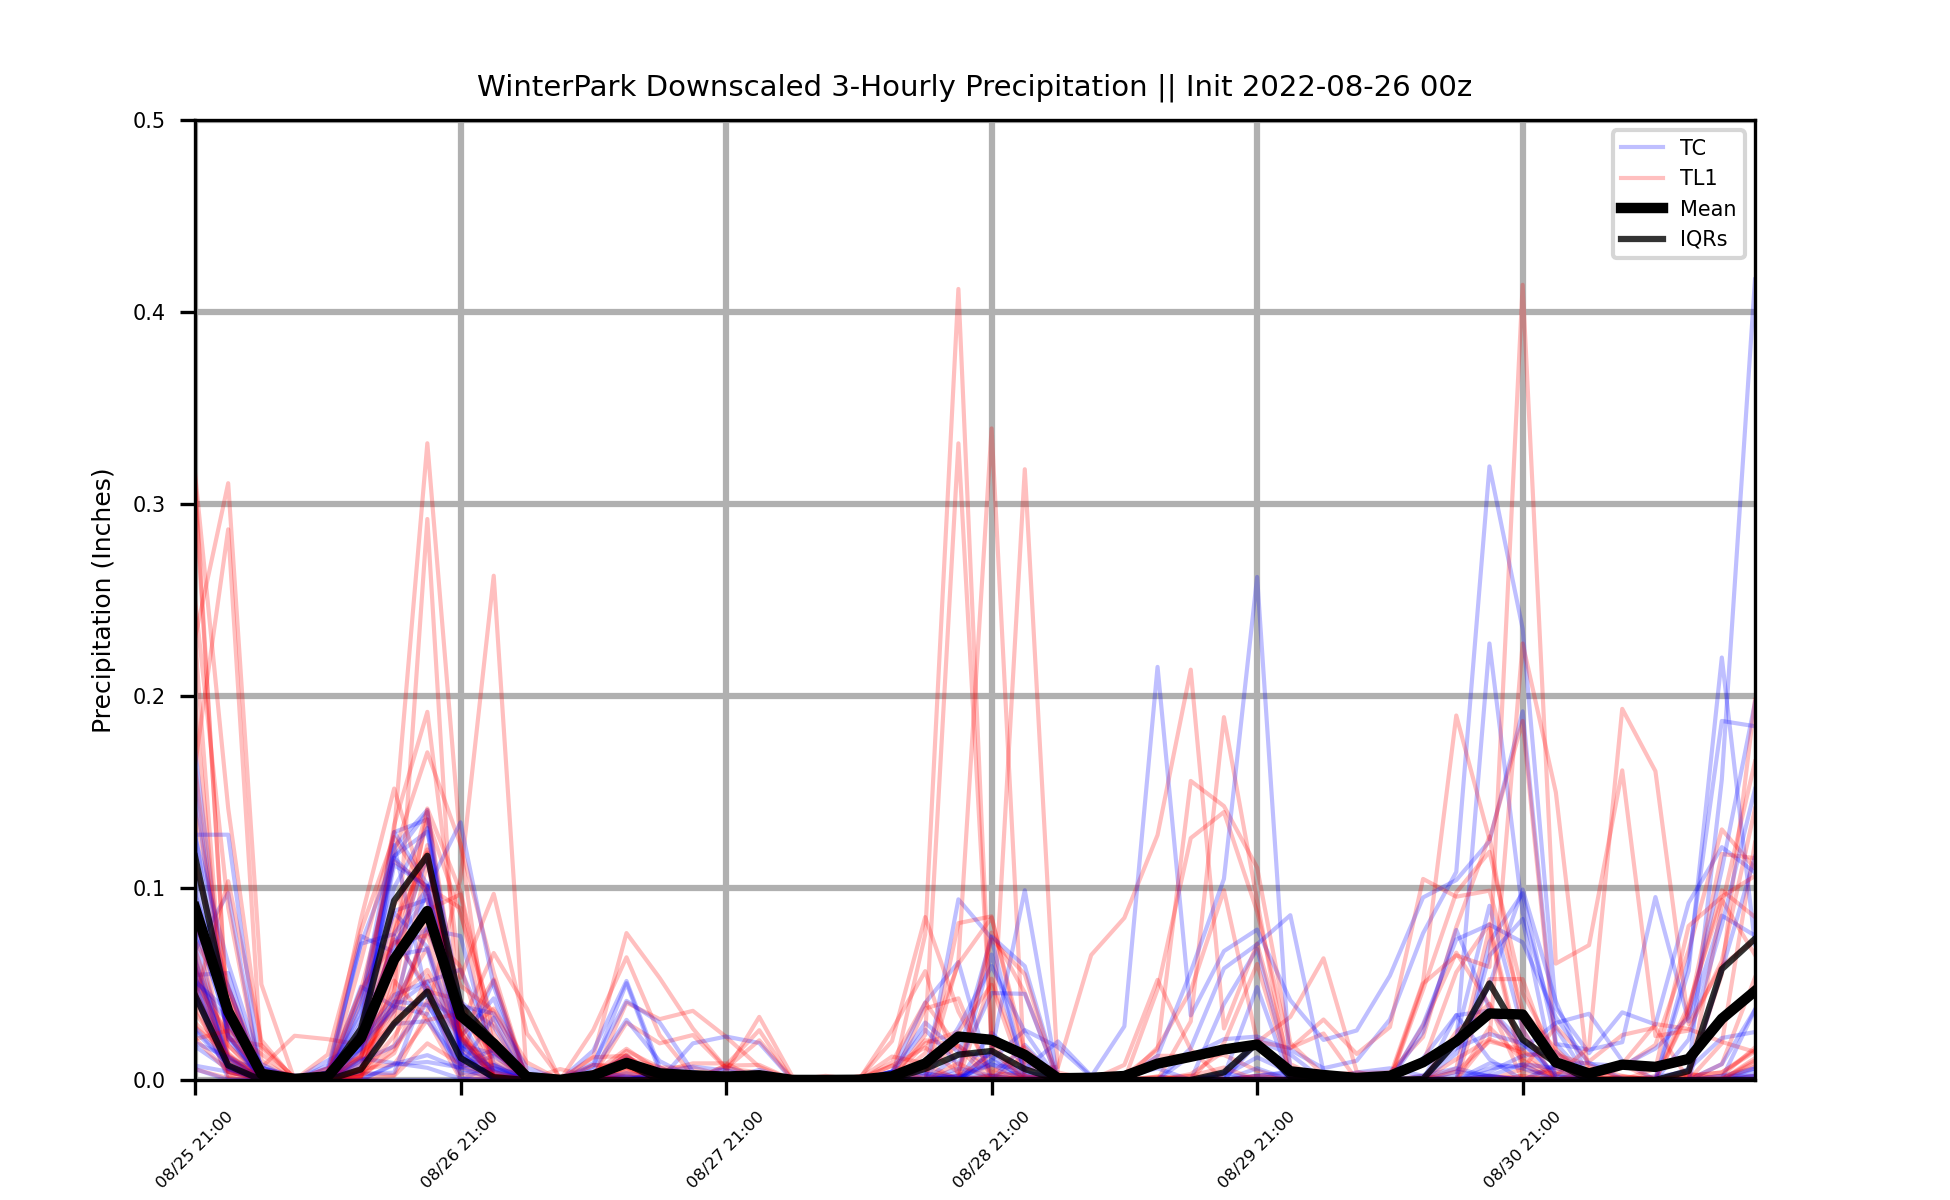 WinterPark Downscaled 3-Hourly Precipitation || Init 2022-08-26 00z
Precipitation (Inches)
0.5
0.4
0.3
0.2
0.1
0.0
TC
TL1
Mean
IQRs
08/25 21:00
08/26 21:00
08/27 21:00
08/28 21:00
08/29 21:00
08/30 21:00